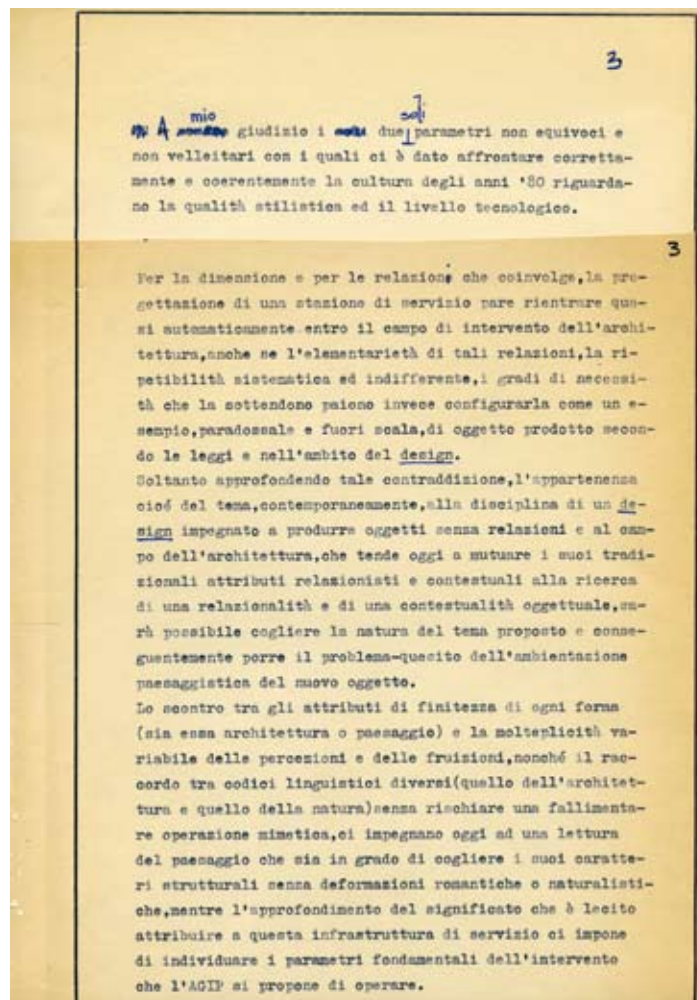 3
A mio giudizio i due soli parametri non equivoci e
non velleitari con i quali ci è dato affrontare corretta-
mente e coerentemente la cultura degli anni '80 riguarda-
no la qualità stilistica ed il livello tecnologico.
3
Per la dimensione e per le relazioni che coinvolge,la pro-
gettazione di una stazione di servizio pare rientrare qua-
si automaticamente entro il campo di intervento dell'archi-
tettura,anche se l'elementarietà di tali relazioni,la ri-
petibilità sistematica ed indifferente,i gradi di necessi-
tà che la sottendono paiono invece configurarla come un e-
sempio,paradossale e fuori scala,di oggetto prodotto secon-
do le leggi e nell'ambito del design.
Soltanto approfondendo tale contraddizione,l'appartenenza
cioé del tema,contemporaneamente,alla disciplina di un de-
sign impegnato a produrre oggetti senza relazioni e al cam-
po dell'architettura,che tende oggi a mutuare i suoi tradi-
zionali attributi relazionisti e contestuali alla ricerca
di una relazionalità e di una contestualità oggettuale,sa-
rà possibile cogliere la natura del tema proposto e conse-
guentemente porre il problema-quesito dell'ambientazione
paesaggistica del nuovo oggetto.
Lo scontro tra gli attributi di finitezza di ogni forma
(sia essa architettura o paesaggio) e la molteplicità va-
riabile delle percezioni e delle fruizioni,nonché il rac-
cordo tra codici linguistici diversi(quello dell'architet-
tura e quello della natura)senza rischiare una fallimenta-
re operazione mimetica,ci impegnano oggi ad una lettura
del paesaggio che sia in grado di cogliere i suoi caratte-
ri strutturali senza deformazioni romantiche o naturalisti-
che,mentre l'approfondimento del significato che è lecito
attribuire a questa infrastruttura di servizio ci impone
di individuare i parametri fondamentali dell'intervento
che l'AGIP si propone di operare.